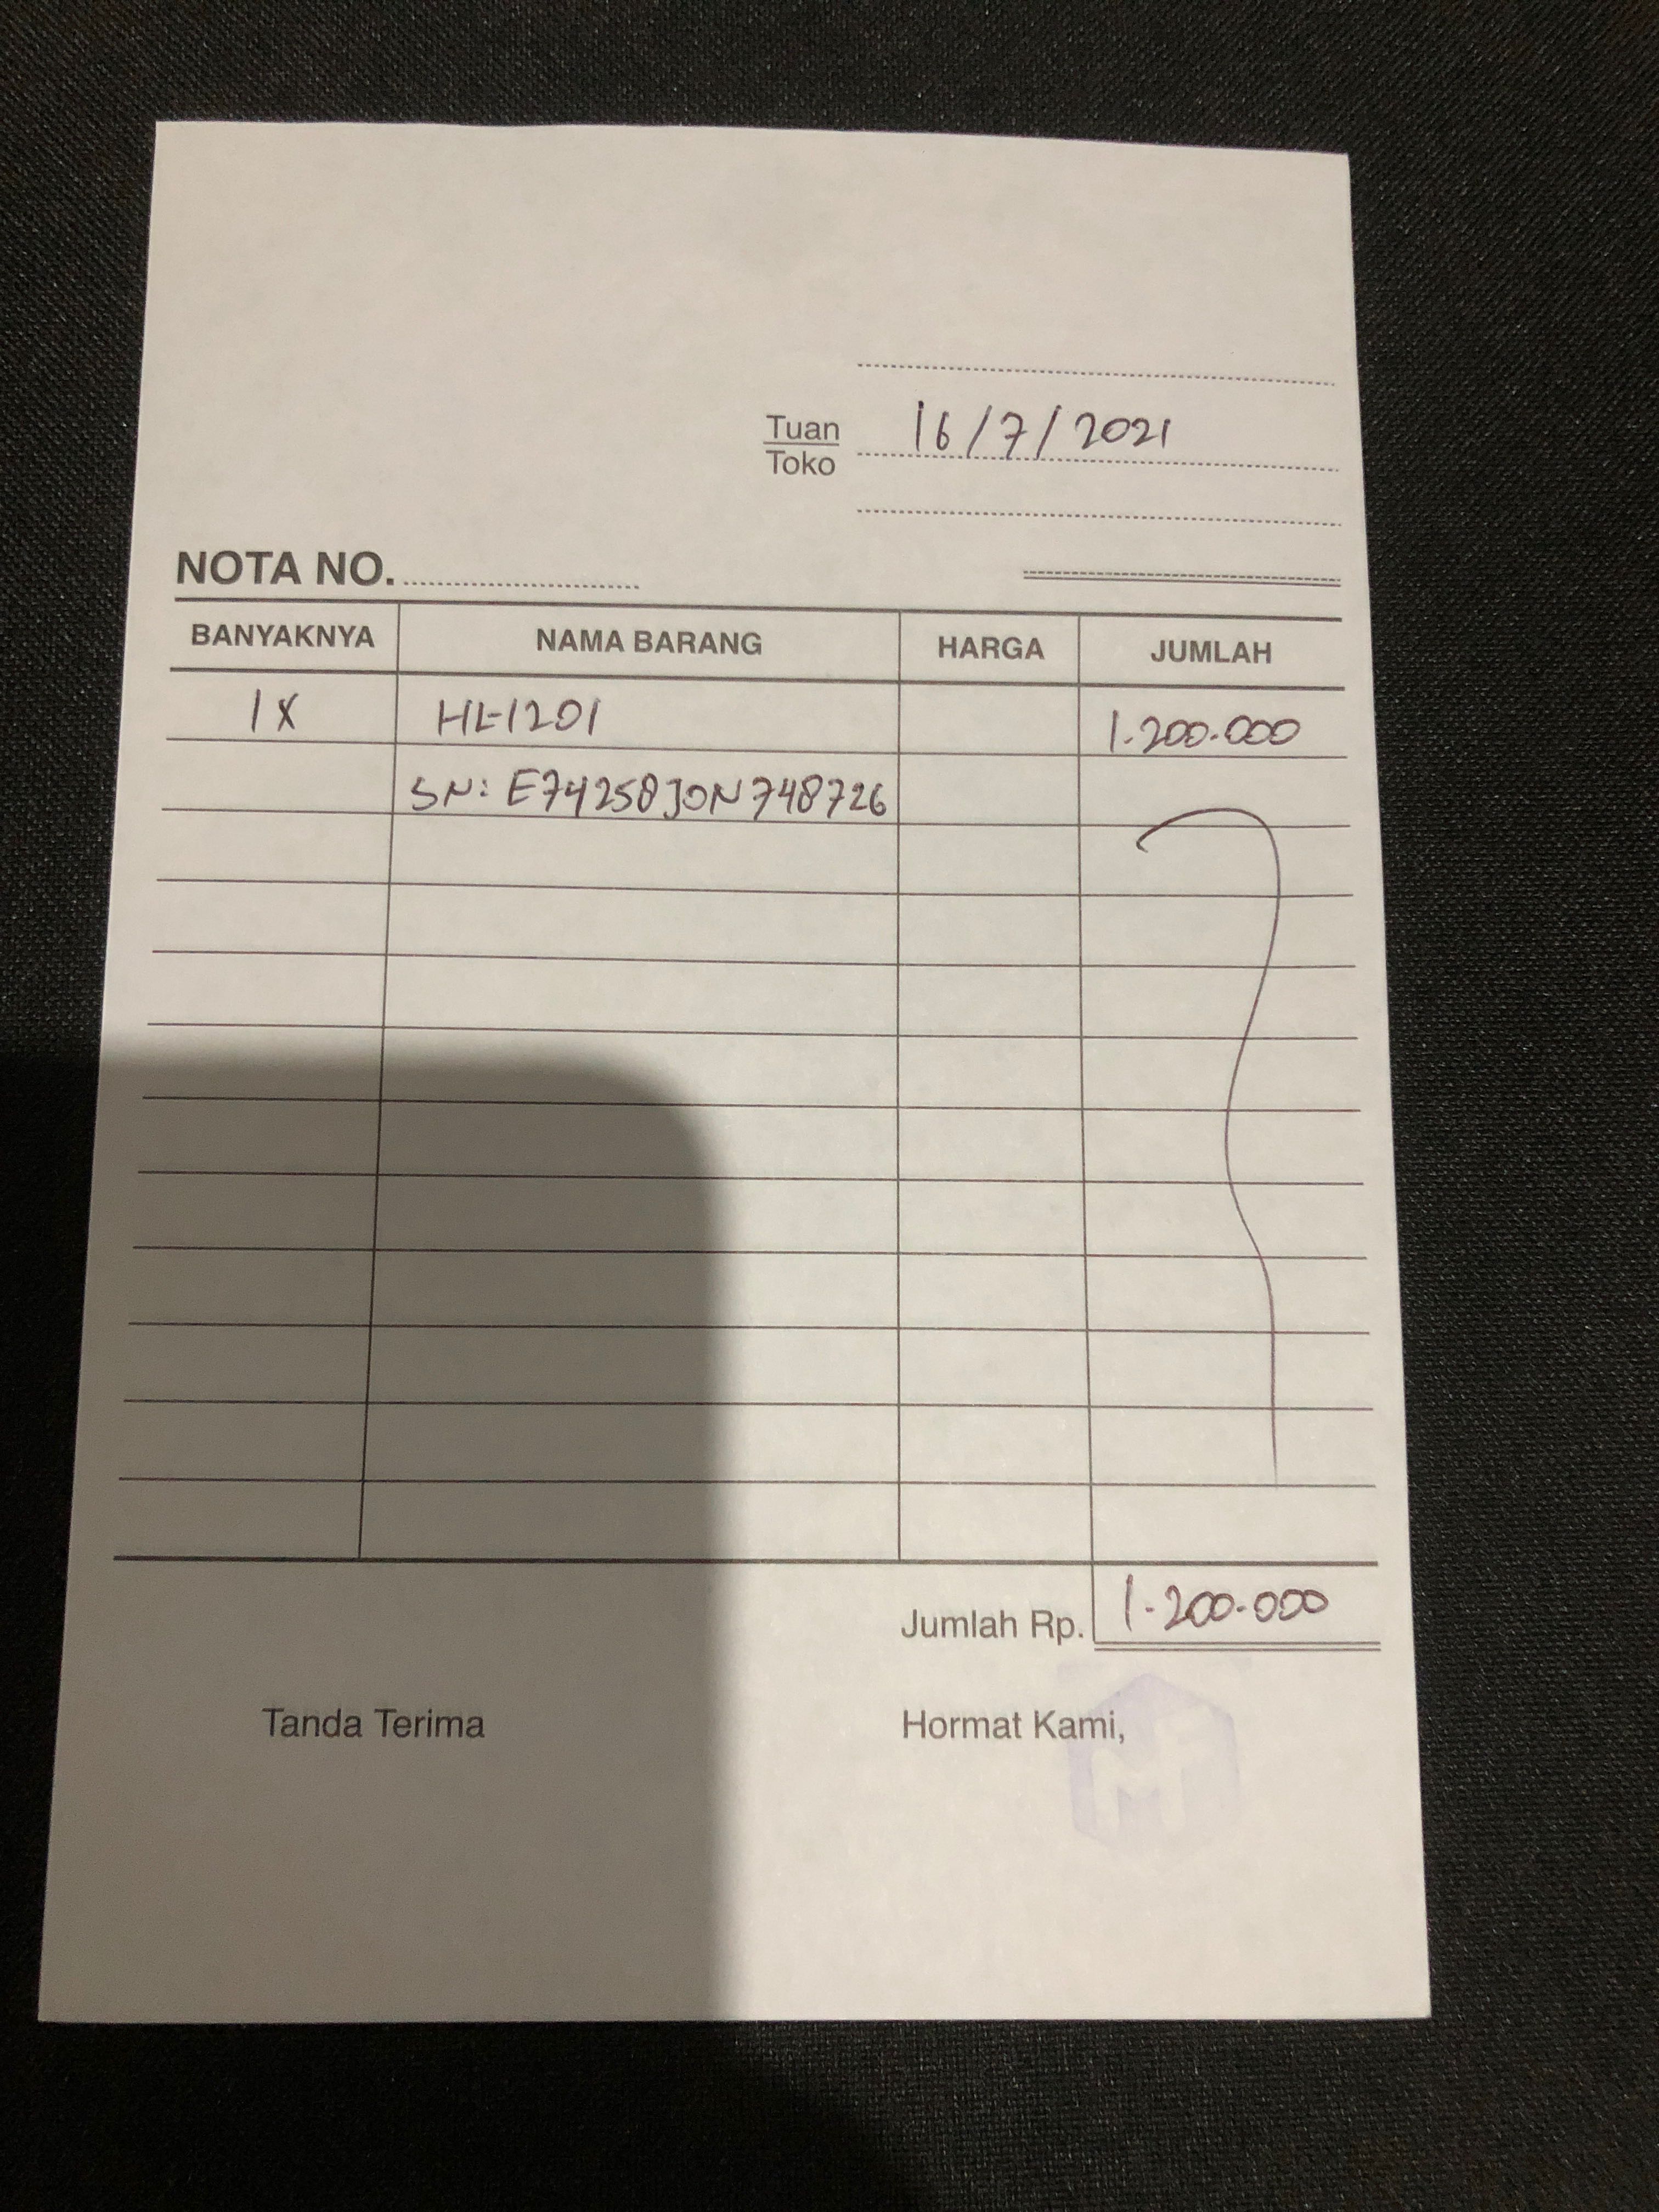 Tuan 16/7/2021
Toko
NOTA NO.
BANYAKNYA NAMA BARANG HARGA JUMLAH
1 X HL-1201 1.200.000
SN: E74258J0N748726
Jumlah Rp. 1.200.000
Tanda Terima Hormat Kami,